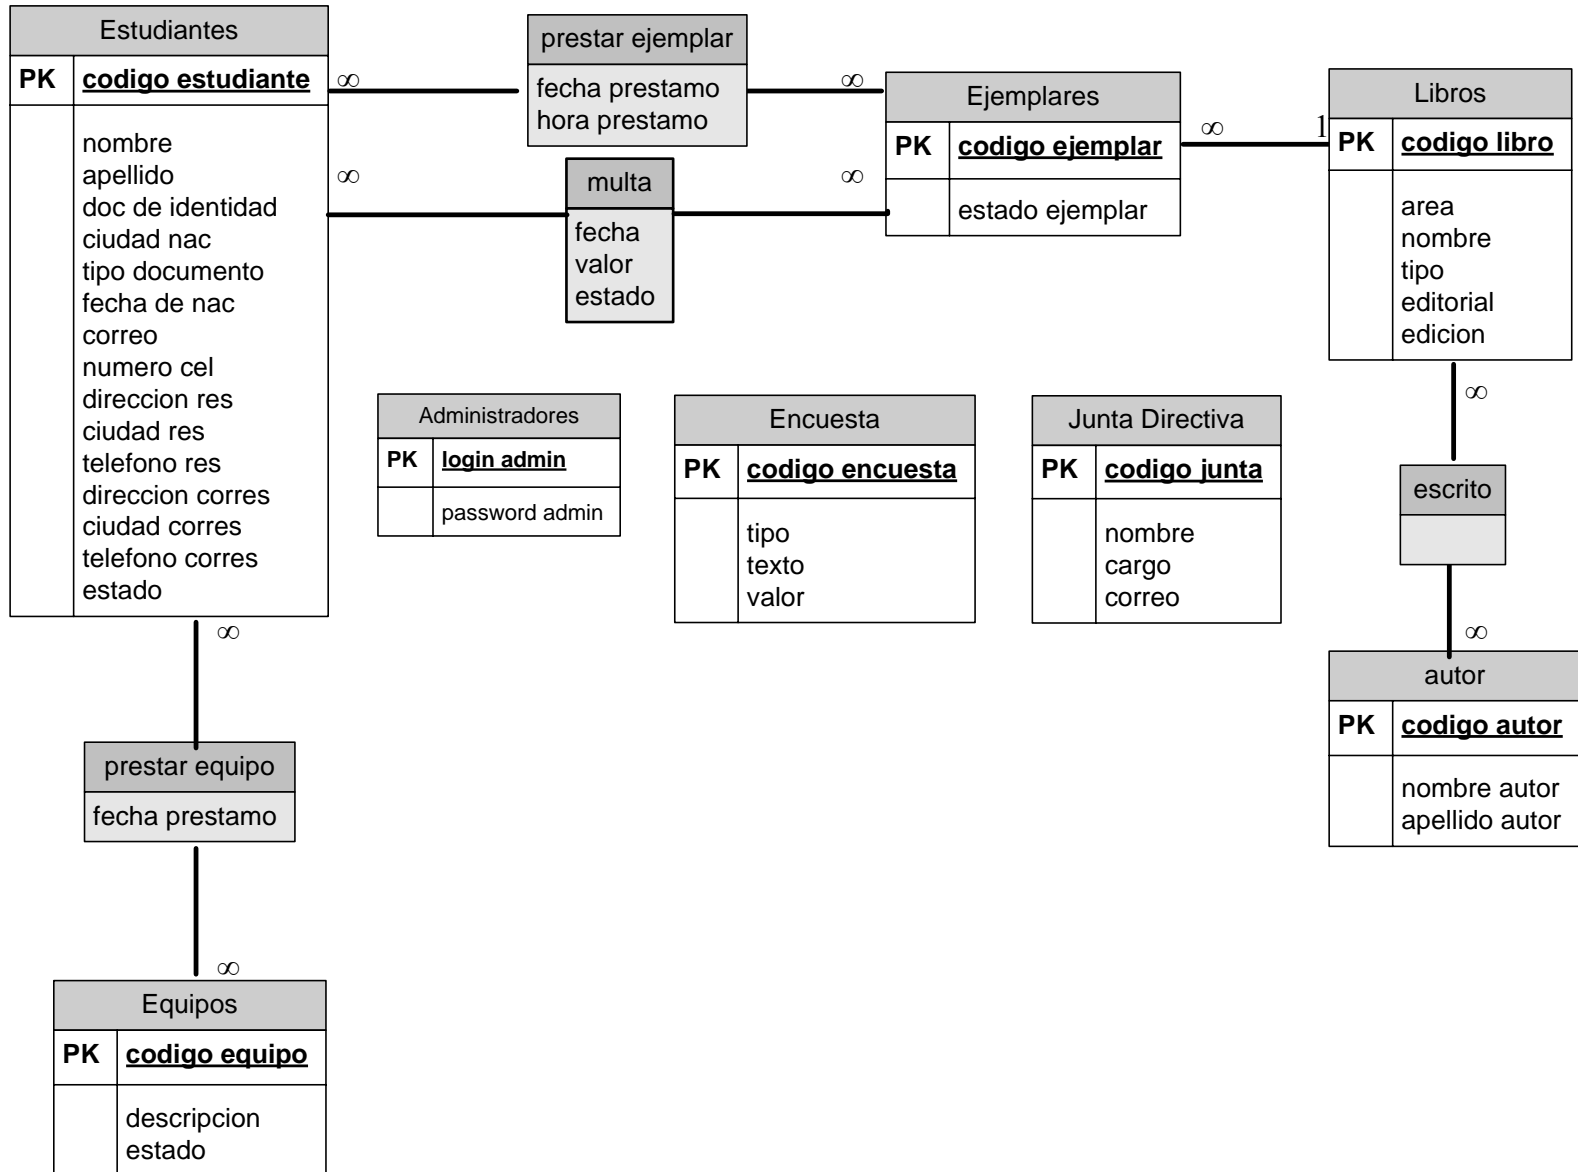 Estudiantes
PK codigo estudiante
nombre
apellido
doc de identidad
ciudad nac
tipo documento
fecha de nac
correo
numero cel
direccion res
ciudad res
telefono res
direccion corres
ciudad corres
telefono corres
estado
∞
∞
∞
prestar ejemplar
fecha prestamo
hora prestamo
∞
multa
fecha
valor
estado
∞
Ejemplares
PK codigo ejemplar
estado ejemplar
∞
1
Libros
PK codigo libro
area
nombre
tipo
editorial
edicion
∞
Administradores
PK login admin
password admin
Encuesta
PK codigo encuesta
tipo
texto
valor
Junta Directiva
PK codigo junta
nombre
cargo
correo
escrito
∞
autor
PK codigo autor
nombre autor
apellido autor
prestar equipo
fecha prestamo
∞
Equipos
PK codigo equipo
descripcion
estado